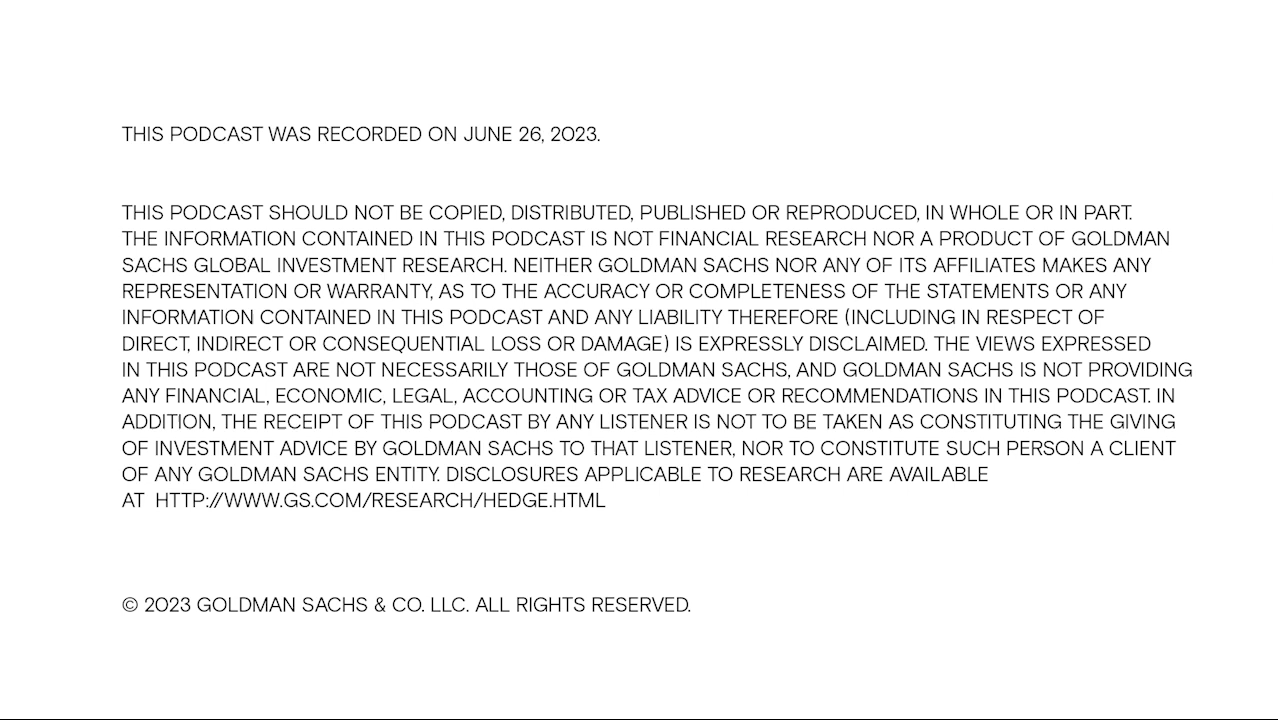 THIS PODCAST WAS RECORDED ON JUNE 26, 2023.
THIS PODCAST SHOULD NOT BE COPIED, DISTRIBUTED, PUBLISHED OR REPRODUCED, IN WHOLE OR IN PART.
THE INFORMATION CONTAINED IN THIS PODCAST IS NOT FINANCIAL RESEARCH NOR A PRODUCT OF GOLDMAN
SACHS GLOBAL INVESTMENT RESEARCH. NEITHER GOLDMAN SACHS NOR ANY OF ITS AFFILIATES MAKES ANY
REPRESENTATION OR WARRANTY, AS TO THE ACCURACY OR COMPLETENESS OF THE STATEMENTS OR ANY
INFORMATION CONTAINED IN THIS PODCAST AND ANY LIABILITY THEREFORE (INCLUDING IN RESPECT OF
DIRECT, INDIRECT OR CONSEQUENTIAL LOSS OR DAMAGE) IS EXPRESSLY DISCLAIMED. THE VIEWS EXPRESSED
IN THIS PODCAST ARE NOT NECESSARILY THOSE OF GOLDMAN SACHS, AND GOLDMAN SACHS IS NOT PROVIDING
ANY FINANCIAL, ECONOMIC, LEGAL, ACCOUNTING OR TAX ADVICE OR RECOMMENDATIONS IN THIS PODCAST. IN
ADDITION, THE RECEIPT OF THIS PODCAST BY ANY LISTENER IS NOT TO BE TAKEN AS CONSTITUTING THE GIVING
OF INVESTMENT ADVICE BY GOLDMAN SACHS TO THAT LISTENER, NOR TO CONSTITUTE SUCH PERSON A CLIENT
OF ANY GOLDMAN SACHS ENTITY. DISCLOSURES APPLICABLE TO RESEARCH ARE AVAILABLE
AT HTTP://WWW.GS.COM/RESEARCH/HEDGE.HTML
© 2023 GOLDMAN SACHS & CO. LLC. ALL RIGHTS RESERVED.